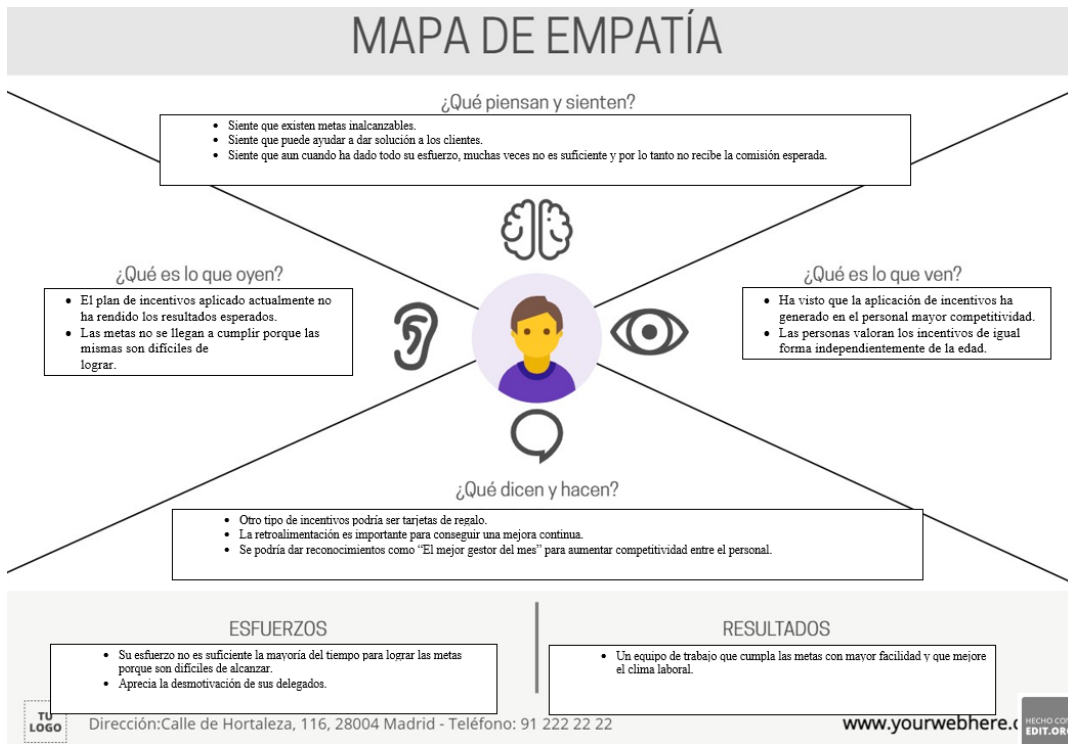 MAPA DE EMPATÍA
¿Qué piensan y sienten?
• Siente que existen metas inalcanzables.
• Siente que puede ayudar a dar solución a los clientes.
• Siente que aun cuando ha dado todo su esfuerzo, muchas veces no es suficiente y por lo tanto no recibe la comisión esperada.
¿Qué es lo que oyen?
• El plan de incentivos aplicado actualmente no
ha rendido los resultados esperados.
• Las metas no se llegan a cumplir porque las
mismas son difíciles de
lograr.
¿Qué es lo que ven?
• Ha visto que la aplicación de incentivos ha
generado en el personal mayor competitividad.
• Las personas valoran los incentivos de igual
forma independientemente de la edad.
¿Qué dicen y hacen?
• Otro tipo de incentivos podría ser tarjetas de regalo.
• La retroalimentación es importante para conseguir una mejora continua.
• Se podría dar reconocimientos como “El mejor gestor del mes” para aumentar competitividad entre el personal.
ESFUERZOS
• Su esfuerzo no es suficiente la mayoría del tiempo para lograr las metas
porque son difíciles de alcanzar.
• Aprecia la desmotivación de sus delegados.
RESULTADOS
• Un equipo de trabajo que cumpla las metas con mayor facilidad y que mejore
el clima laboral.
TU
LOGO
Dirección:Calle de Hortaleza, 116, 28004 Madrid - Teléfono: 91 222 22 22
www.yourwebhere.c
HECHO CON
EDIT.ORG